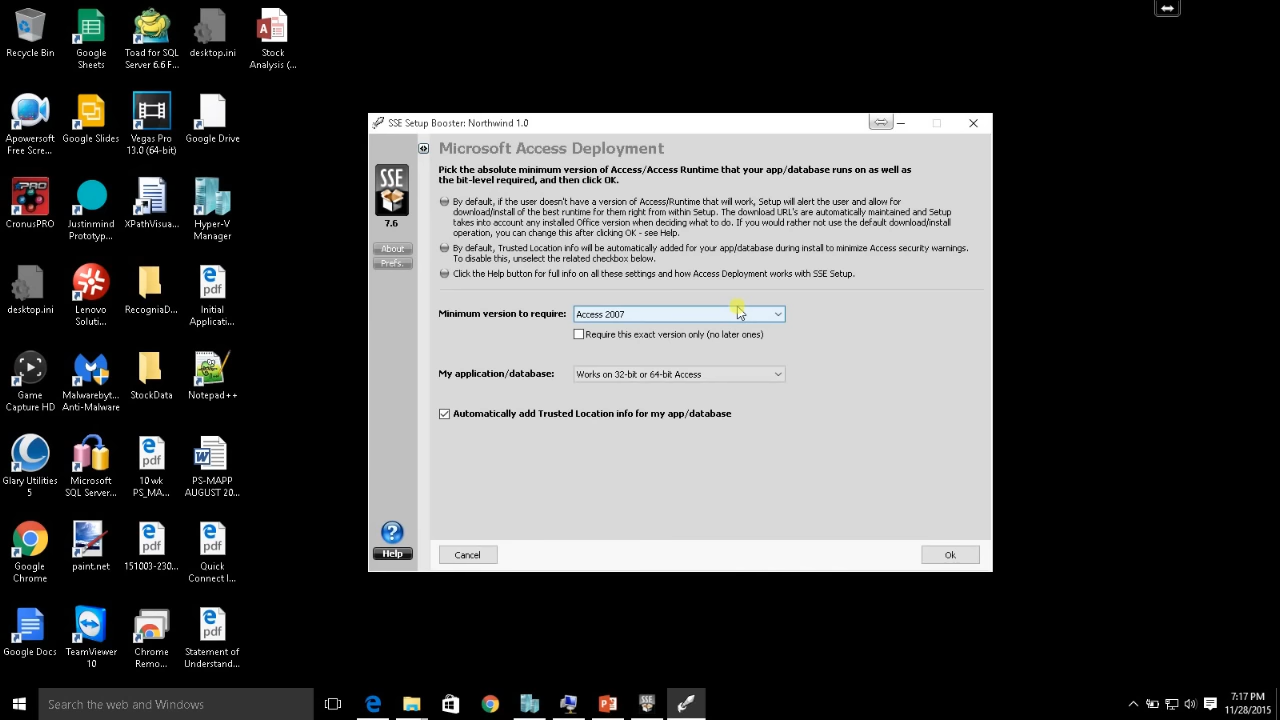 Recycle Bin
Google
Sheets
Toad for SQL
Server 6.6 F...
desktop.ini
Stock
Analysis (...
Apowersoft
Free Scre...
Google Slides
Vegas Pro
13.0 (64-bit)
Google Drive
CronusPRO
Justinmind
Prototyp...
XPathVisua...
Hyper-V
Manager
desktop.ini
Lenovo
Soluti...
RecogniaD...
Initial
Applicati...
Game
Capture HD
Malwarebyt...
Anti-Malware
StockData
Notepad++
Glary Utilities
5
Microsoft
SQL Server...
10 wk
PS_MA...
PS-MAPP
AUGUST 20...
Google
Chrome
paint.net
151003-230...
Quick
Connect I...
Google Docs
TeamViewer
10
Chrome
Remo...
Statement of
Understand...
SSE Setup Booster: Northwind 1.0
SSE
7.6
About
Prefs.
Help
Microsoft Access Deployment
Pick the absolute minimum version of Access/Access Runtime that your app/database runs on as well as
the bit-level required, and then click OK.
By default, if the user doesn't have a version of Access/Runtime that will work, Setup will alert the user and allow for
download/install of the best runtime for them right from within Setup. The download URL's are automatically maintained and Setup
takes into account any installed Office version when deciding what to do. If you would rather not use the default download/install
operation, you can change this after clicking OK - see Help.
By default, Trusted Location info will be automatically added for your app/database during install to minimize Access security warnings.
To disable this, unselect the related checkbox below.
Click the Help button for full info on all these settings and how Access Deployment works with SSE Setup.
Minimum version to require: Access 2007
Require this exact version only (no later ones)
My application/database: Works on 32-bit or 64-bit Access
Automatically add Trusted Location info for my app/database
Cancel
Ok
Search the web and Windows
7:17 PM
11/28/2015